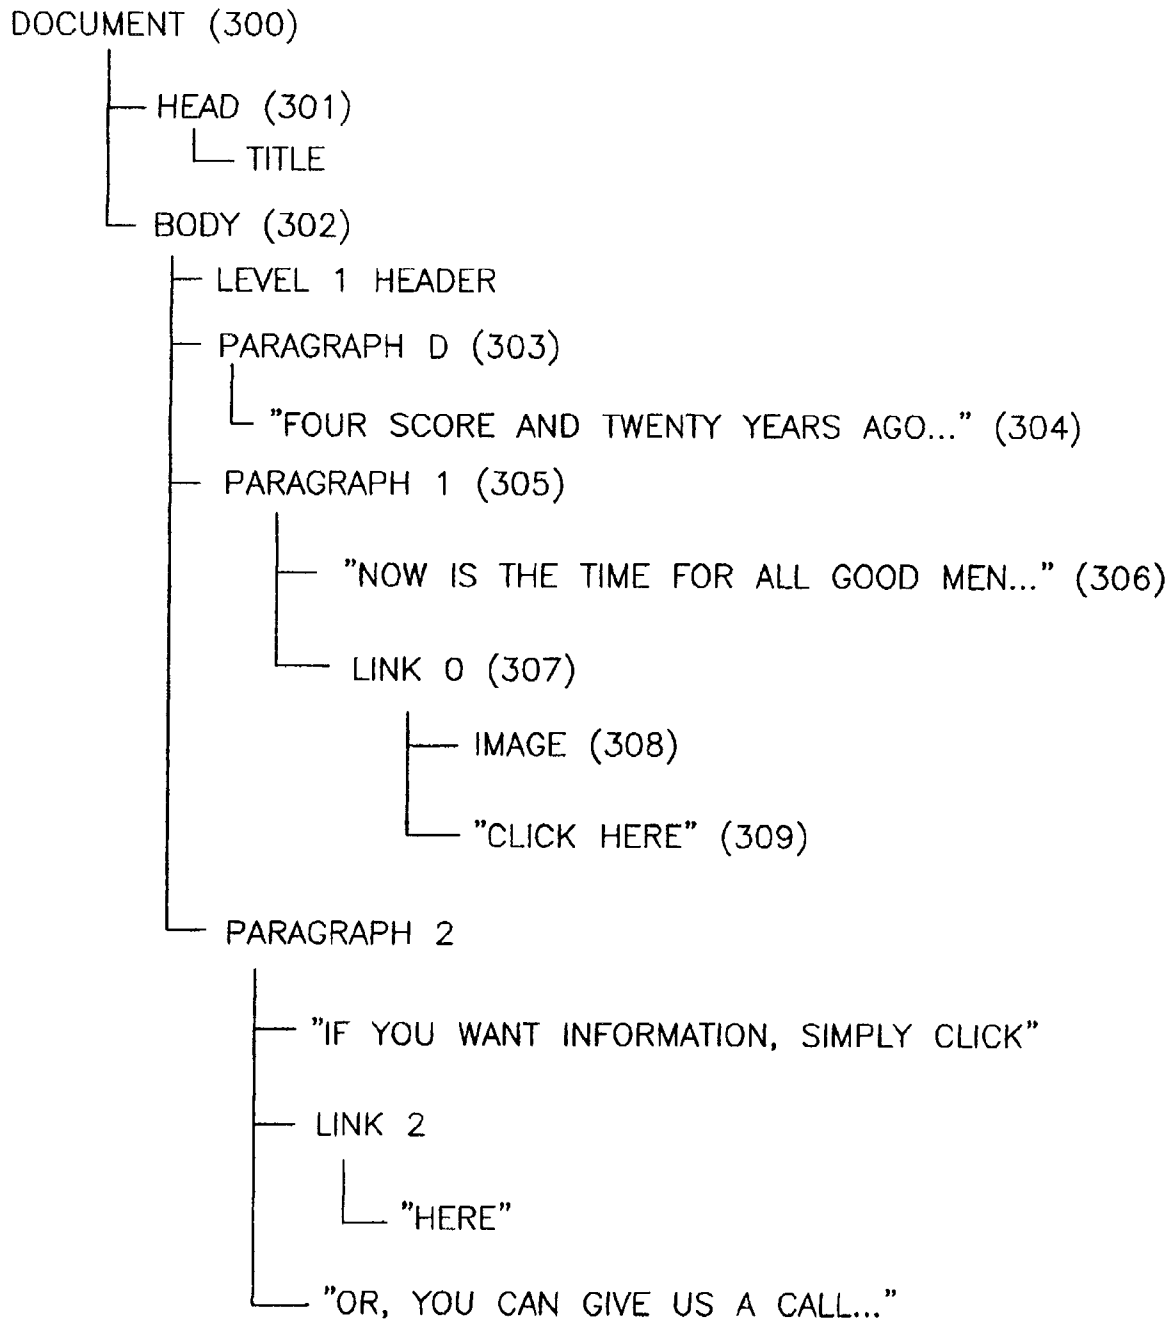 DOCUMENT (300)
HEAD (301)
TITLE
BODY (302)
LEVEL 1 HEADER
PARAGRAPH D (303)
"FOUR SCORE AND TWENTY YEARS AGO..." (304)
PARAGRAPH 1 (305)
"NOW IS THE TIME FOR ALL GOOD MEN..." (306)
LINK 0 (307)
IMAGE (308)
"CLICK HERE" (309)
PARAGRAPH 2
"IF YOU WANT INFORMATION, SIMPLY CLICK"
LINK 2
"HERE"
"OR, YOU CAN GIVE US A CALL..."